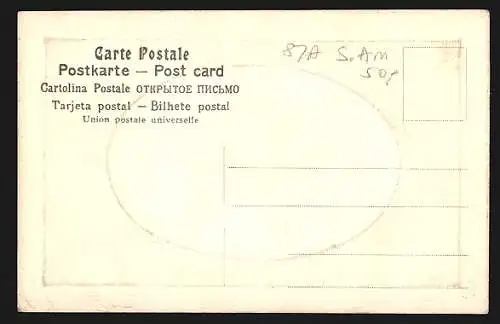 Carte Postale
Postkarte — Post card
Cartolina Postale ОТКРЫТОЕ ПИСЬМО
Tarjeta postal — Bilhete postal
Union postale universelle
87A S. Am
50